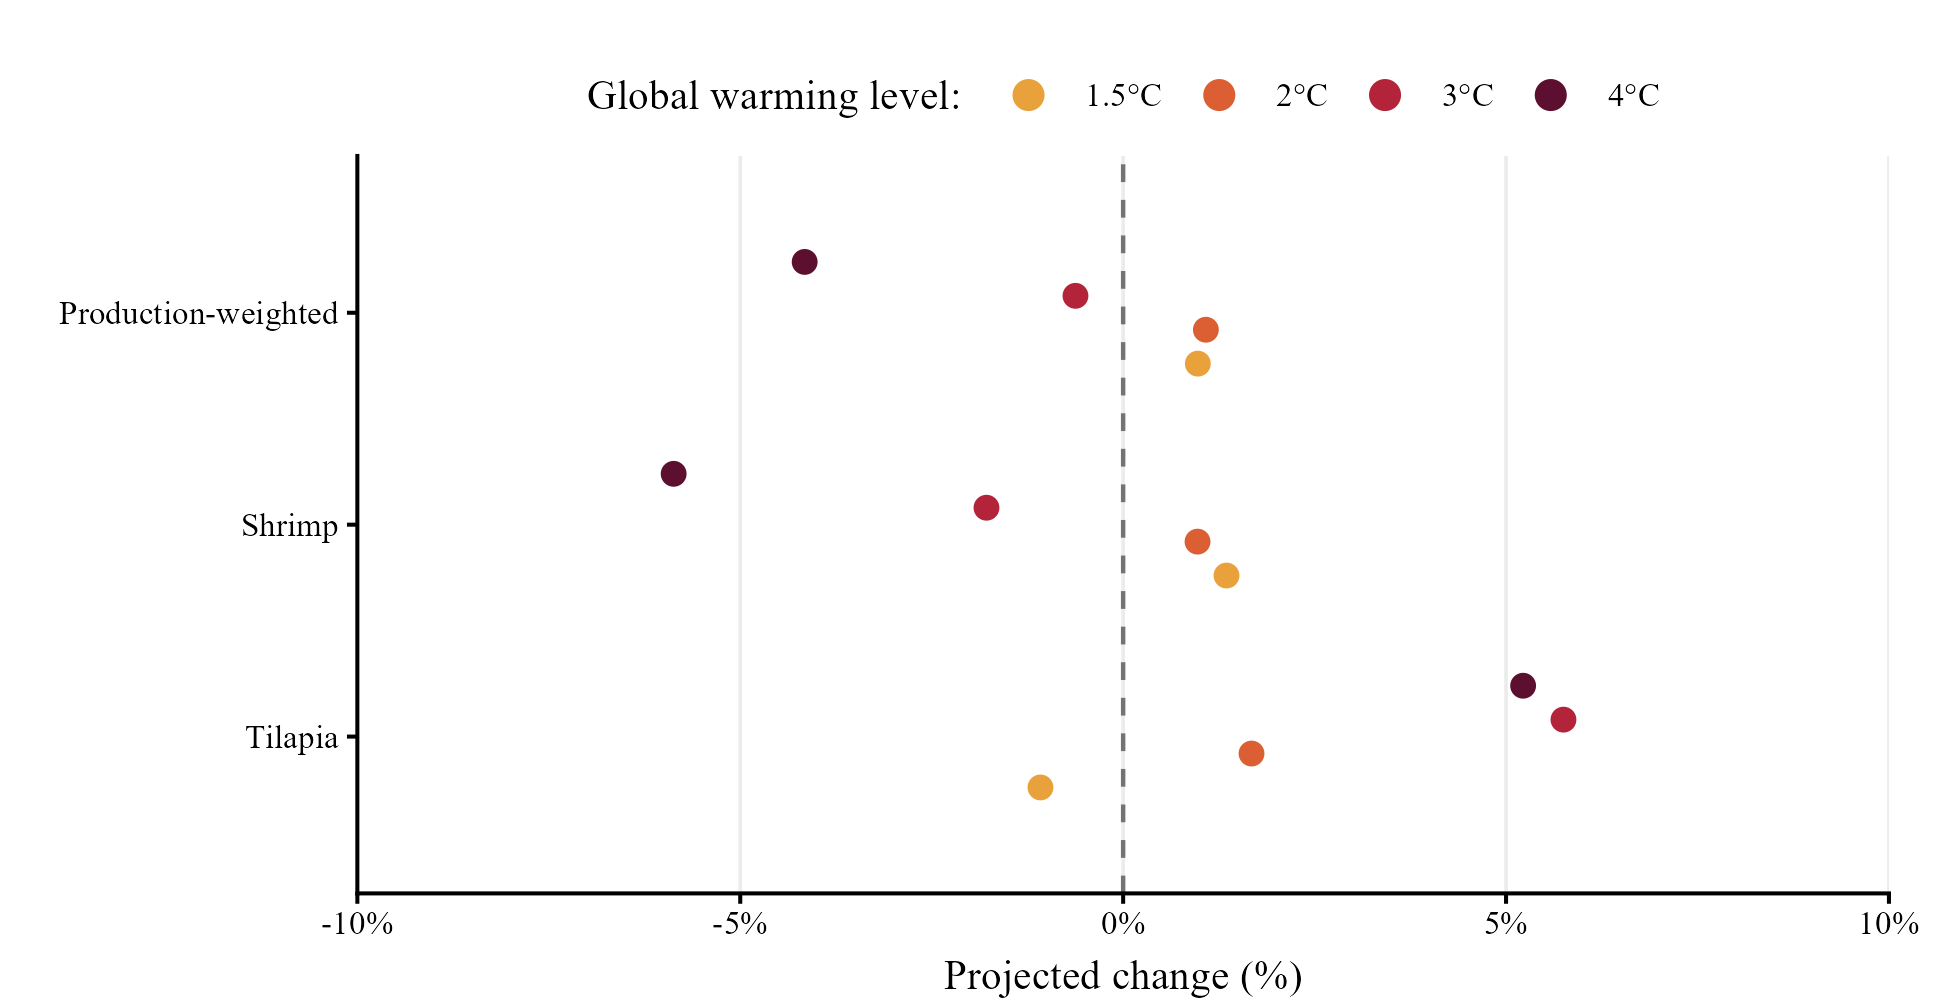 Global warming level: 1.5°C 2°C 3°C 4°C
Production-weighted
Shrimp
Tilapia
-10% -5% 0% 5% 10%
Projected change (%)